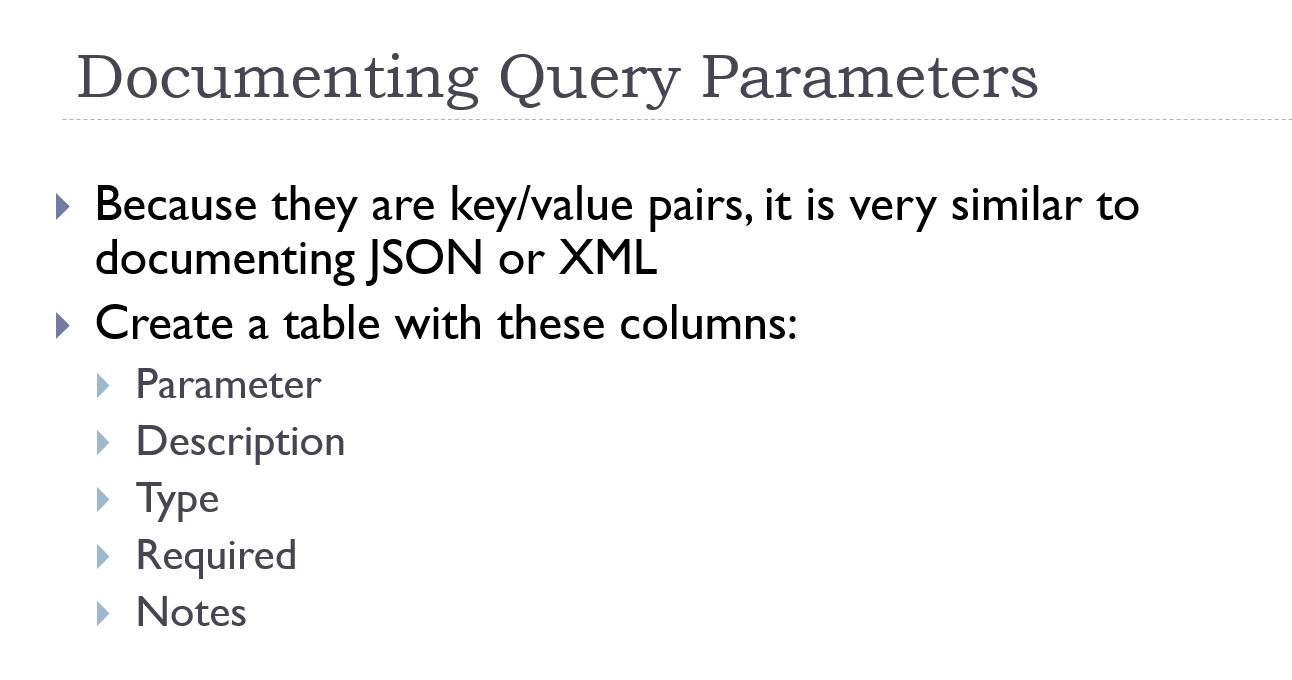 Documenting Query Parameters
Because they are key/value pairs, it is very similar to
documenting JSON or XML
Create a table with these columns:
Parameter
Description
Type
Required
Notes